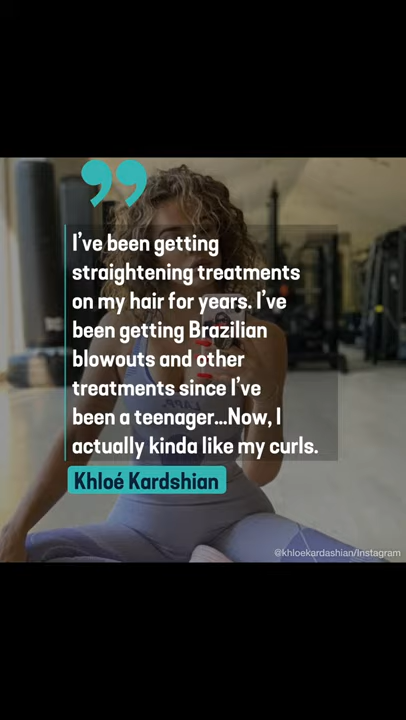 I've been getting
straightening treatments
on my hair for years. I've
been getting Brazilian
blowouts and other
treatments since I've
been a teenager...Now, I
actually kinda like my curls.
Khloé Kardshian
@khloekardashian/Instagram